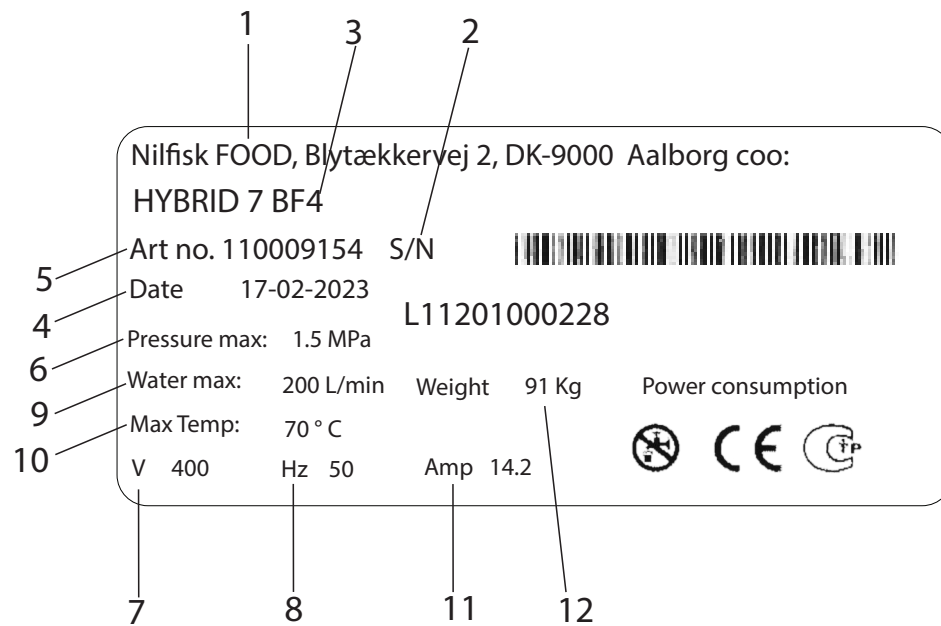 1
3
2
Nilfisk FOOD, Blytækkervej 2, DK-9000 Aalborg coo:
HYBRID 7 BF4
5
Art no. 110009154 S/N
4
Date 17-02-2023
L11201000228
6
Pressure max: 1.5 MPa
9
Water max: 200 L/min Weight 91 Kg Power consumption
10
Max Temp: 70 ° C
CE
C TP
V 400 Hz 50 Amp 14.2
7
8
11
12